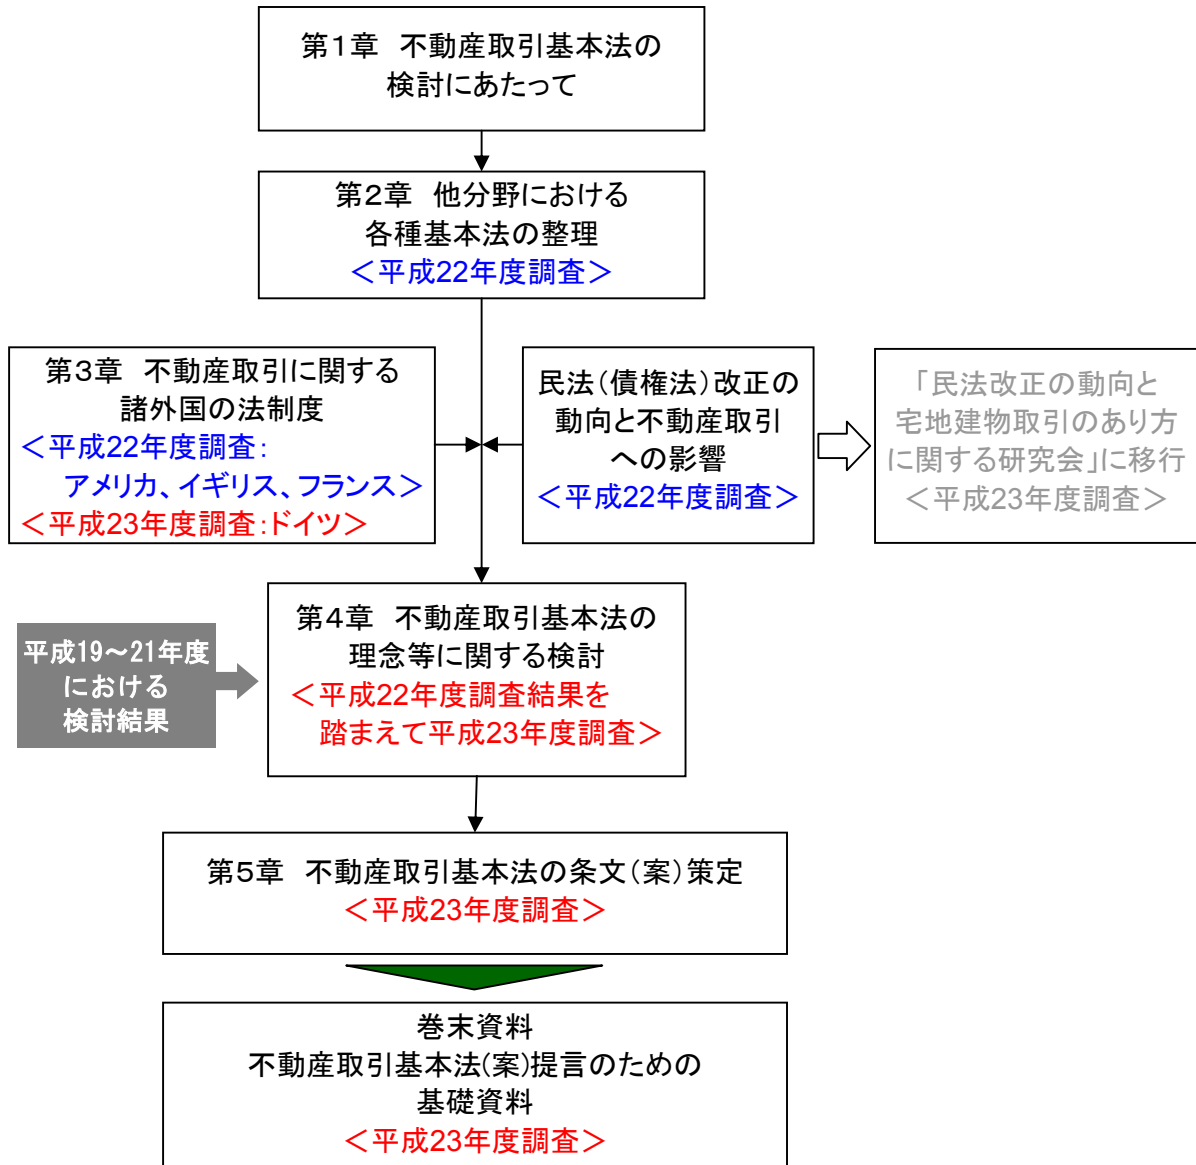 第1章 不動産取引基本法の
検討にあたって
第2章 他分野における
各種基本法の整理
＜平成22年度調査＞
第3章 不動産取引に関する
諸外国の法制度
＜平成22年度調査：
アメリカ、イギリス、フランス＞
＜平成23年度調査：ドイツ＞
民法（債権法）改正の
動向と不動産取引
への影響
＜平成22年度調査＞
「民法改正の動向と
宅地建物取引のあり方
に関する研究会」に移行
＜平成23年度調査＞
平成19～21年度
における
検討結果
第4章 不動産取引基本法の
理念等に関する検討
＜平成22年度調査結果を
踏まえて平成23年度調査＞
第5章 不動産取引基本法の条文（案）策定
＜平成23年度調査＞
巻末資料
不動産取引基本法(案)提言のための
基礎資料
＜平成23年度調査＞